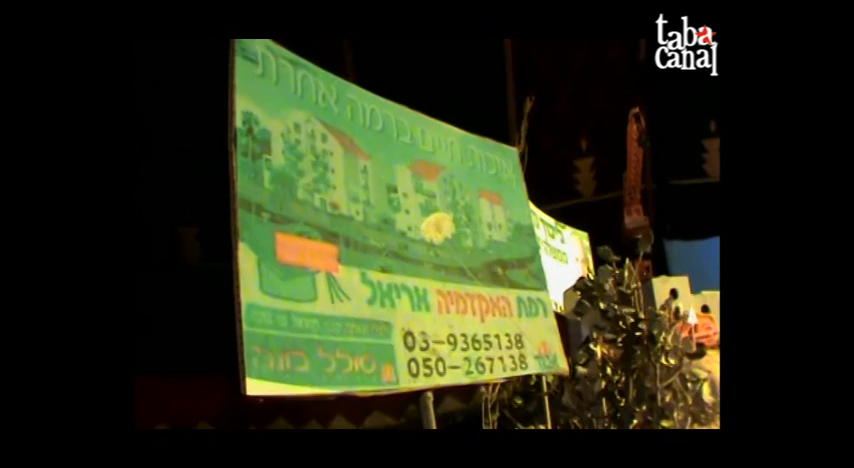 taba
canal
איכות חיים ברמה אחרת
רמת האקדמיה אריאל
03-9365138
050-267138
סולל בונה